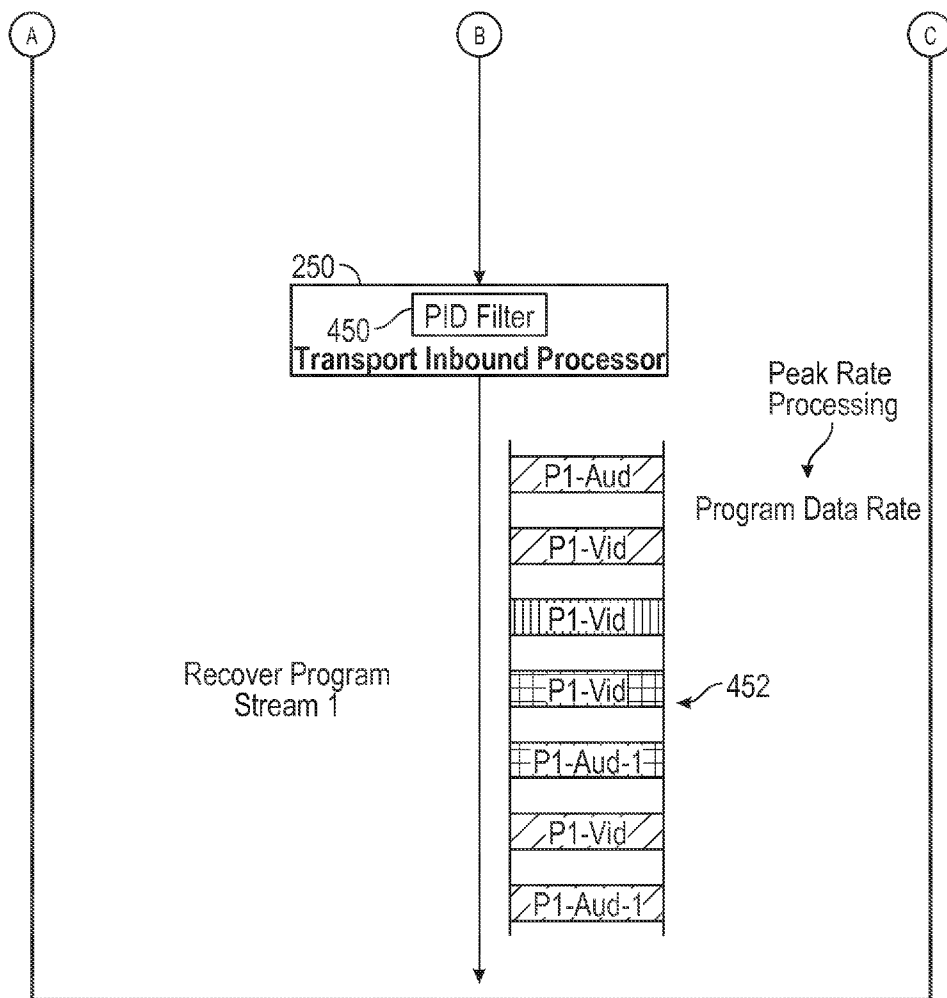 A
B
C
250
450
PID Filter
Transport Inbound Processor
Peak Rate
Processing
Program Data Rate
P1-Aud
P1-Vid
P1-Vid
Recover Program
Stream 1
P1-Vid
452
P1-Aud-1
P1-Vid
P1-Aud-1